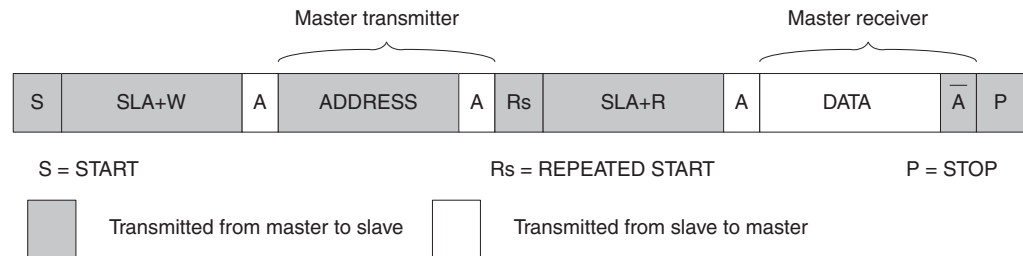 Master transmitter Master receiver
S SLA+W A ADDRESS A Rs SLA+R A DATA A̅ P
S = START Rs = REPEATED START P = STOP
Transmitted from master to slave Transmitted from slave to master